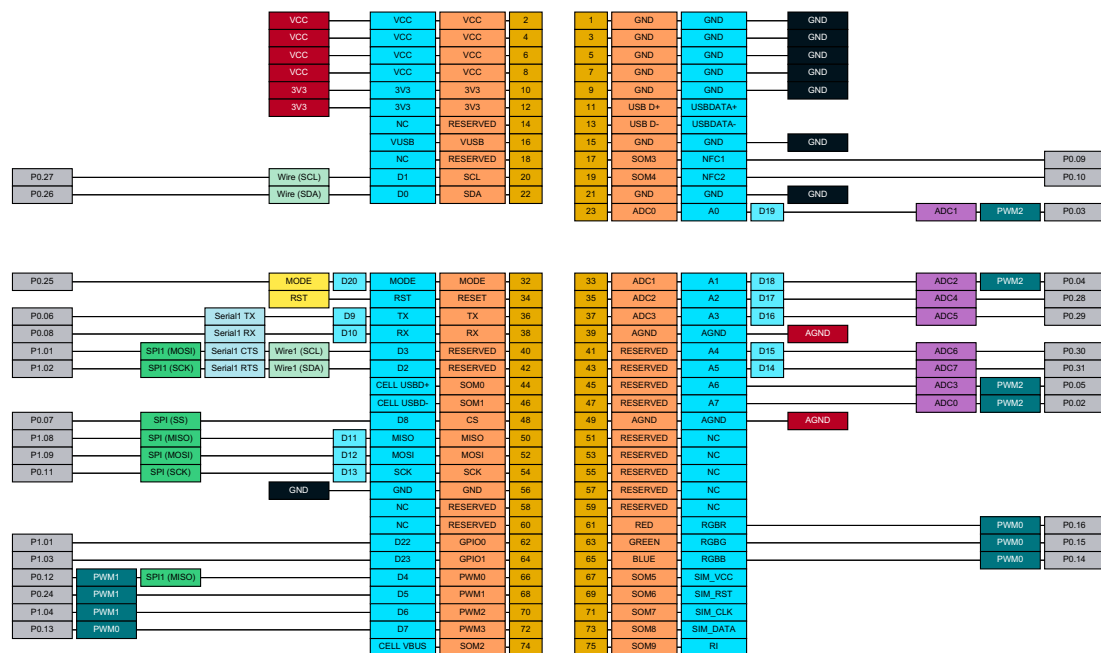 VCC VCC VCC 2 1 GND GND GND
VCC VCC VCC 4 3 GND GND GND
VCC VCC VCC 6 5 GND GND GND
VCC VCC VCC 8 7 GND GND GND
3V3 3V3 3V3 10 9 GND GND GND
3V3 3V3 3V3 12 11 USB D+ USBDATA+
NC RESERVED 14 13 USB D- USBDATA-
VUSB VUSB 16 15 GND GND GND
NC RESERVED 18 17 SOM3 NFC1 P0.09
P0.27 Wire (SCL) D1 SCL 20 19 SOM4 NFC2 P0.10
P0.26 Wire (SDA) D0 SDA 22 21 GND GND GND
23 ADC0 A0 D19 ADC1 PWM2 P0.03
P0.25 MODE D20 MODE MODE 32 33 ADC1 A1 D18 ADC2 PWM2 P0.04
RST RST RESET 34 35 ADC2 A2 D17 ADC4 P0.28
P0.06 Serial1 TX D9 TX TX 36 37 ADC3 A3 D16 ADC5 P0.29
P0.08 Serial1 RX D10 RX RX 38 39 AGND AGND AGND
P1.01 SPI1 (MOSI) Serial1 CTS Wire1 (SCL) D3 RESERVED 40 41 RESERVED A4 D15 ADC6 P0.30
P1.02 SPI1 (SCK) Serial1 RTS Wire1 (SDA) D2 RESERVED 42 43 RESERVED A5 D14 ADC7 P0.31
CELL USBD+ SOM0 44 45 RESERVED A6 ADC3 PWM2 P0.05
CELL USBD- SOM1 46 47 RESERVED A7 ADC0 PWM2 P0.02
P0.07 SPI (SS) D8 CS 48 49 AGND AGND AGND
P1.08 SPI (MISO) D11 MISO MISO 50 51 RESERVED NC
P1.09 SPI (MOSI) D12 MOSI MOSI 52 53 RESERVED NC
P0.11 SPI (SCK) D13 SCK SCK 54 55 RESERVED NC
GND GND GND 56 57 RESERVED NC
NC RESERVED 58 59 RESERVED NC
NC RESERVED 60 61 RED RGBR PWM0 P0.16
P1.01 D22 GPIO0 62 63 GREEN RGBG PWM0 P0.15
P1.03 D23 GPIO1 64 65 BLUE RGBB PWM0 P0.14
P0.12 PWM1 SPI1 (MISO) D4 PWM0 66 67 SOM5 SIM_VCC
P0.24 PWM1 D5 PWM1 68 69 SOM6 SIM_RST
P1.04 PWM1 D6 PWM2 70 71 SOM7 SIM_CLK
P0.13 PWM0 D7 PWM3 72 73 SOM8 SIM_DATA
CELL VBUS SOM2 74 75 SOM9 RI